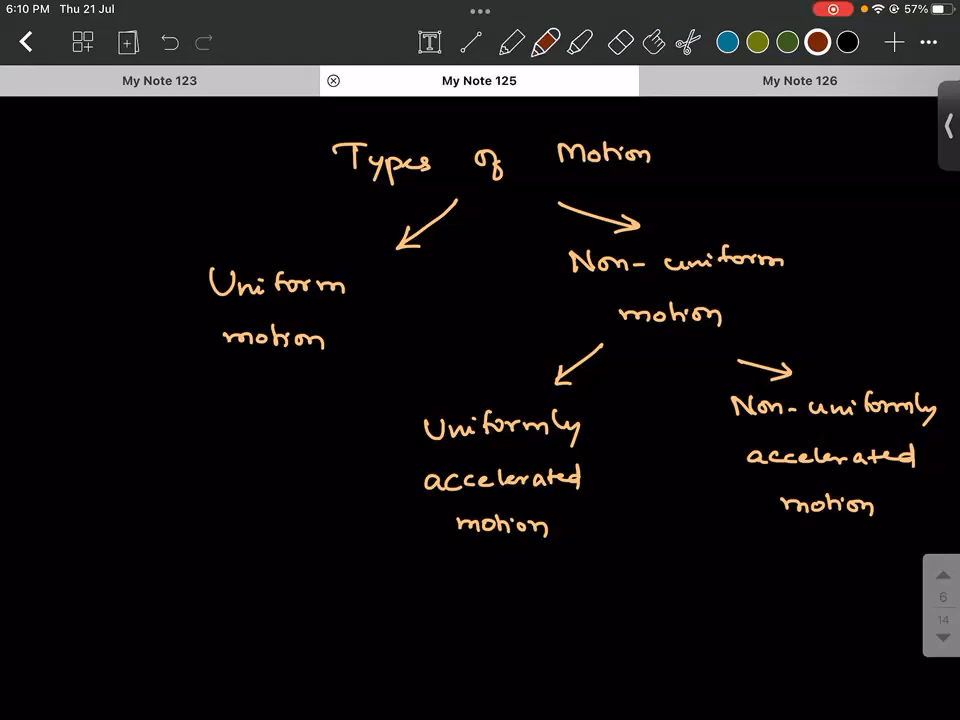 6:10 PM Thu 21 Jul
57%
My Note 123
My Note 125
My Note 126
Types of Motion
Uniform
motion
Non-uniform
motion
Uniformly
accelerated
motion
Non-uniformly
accelerated
motion
6
14